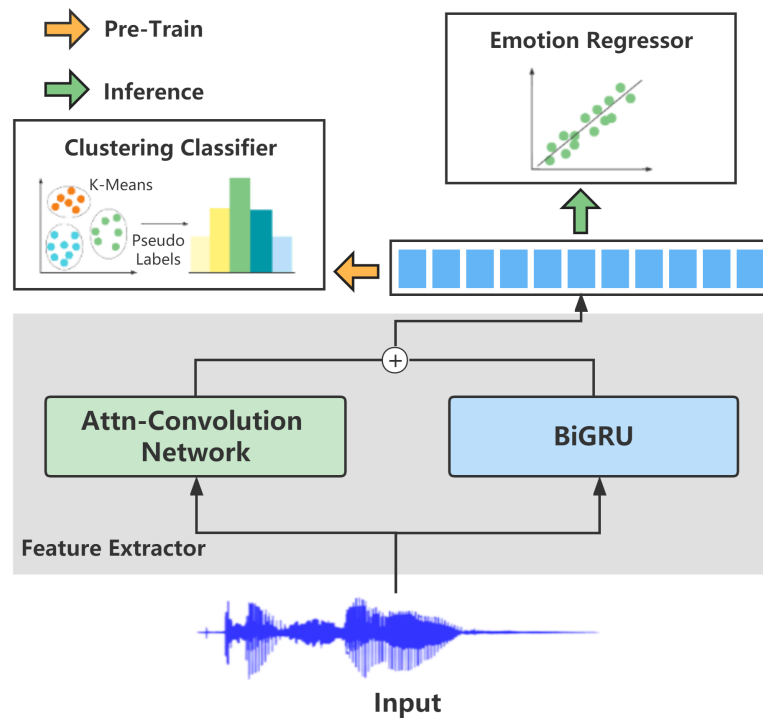 Pre-Train
Inference
Emotion Regressor
Clustering Classifier
K-Means
Pseudo
Labels
+
Attn-Convolution
Network
BiGRU
Feature Extractor
Input